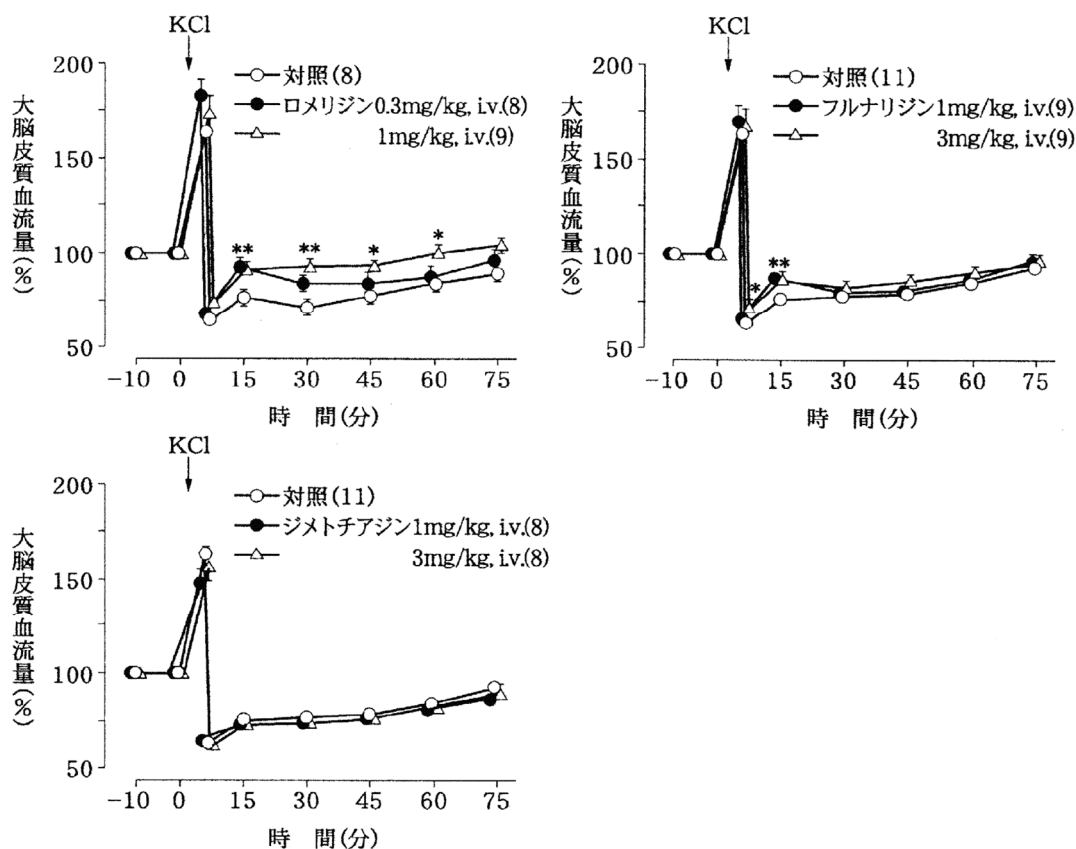 KCl
200
150
100
50
大脳皮質血流量(%)
対照(8)
ロメリジン0.3mg/kg, i.v.(8)
1mg/kg, i.v.(9)
** ** * *
−10 0 15 30 45 60 75
時 間(分)
KCl
200
150
100
50
大脳皮質血流量(%)
対照(11)
フルナリジン1mg/kg, i.v.(9)
3mg/kg, i.v.(9)
* **
−10 0 15 30 45 60 75
時 間(分)
KCl
200
150
100
50
大脳皮質血流量(%)
対照(11)
ジメトチアジン1mg/kg, i.v.(8)
3mg/kg, i.v.(8)
−10 0 15 30 45 60 75
時 間(分)